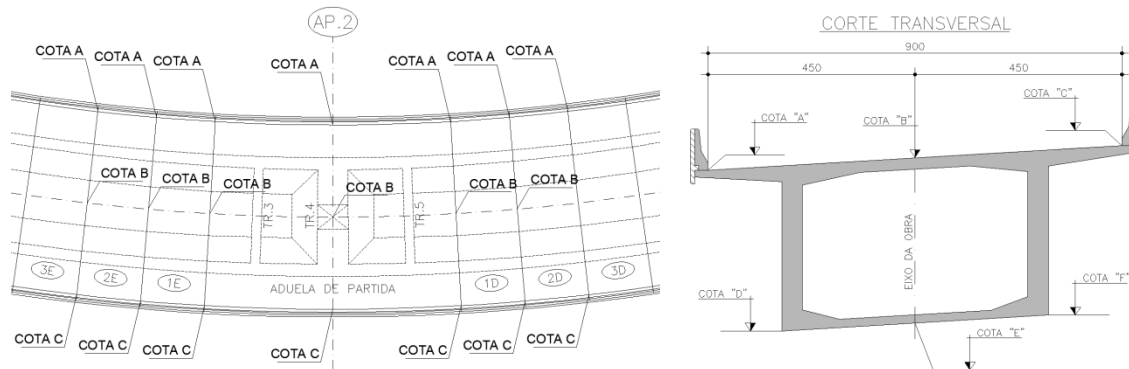 AP.2
COTA A
COTA A
COTA A
COTA A
COTA A
COTA A
COTA A
COTA B
COTA B
COTA B
COTA B
COTA B
COTA B
COTA B
TR.3
TR.4
TR.5
3E
2E
1E
ADUELA DE PARTIDA
1D
2D
3D
COTA C
COTA C
COTA C
COTA C
COTA C
COTA C
COTA C
CORTE TRANSVERSAL
900
450
450
COTA "A"
COTA "B"
COTA "C"
EIXO DA OBRA
COTA "D"
COTA "F"
COTA "E"